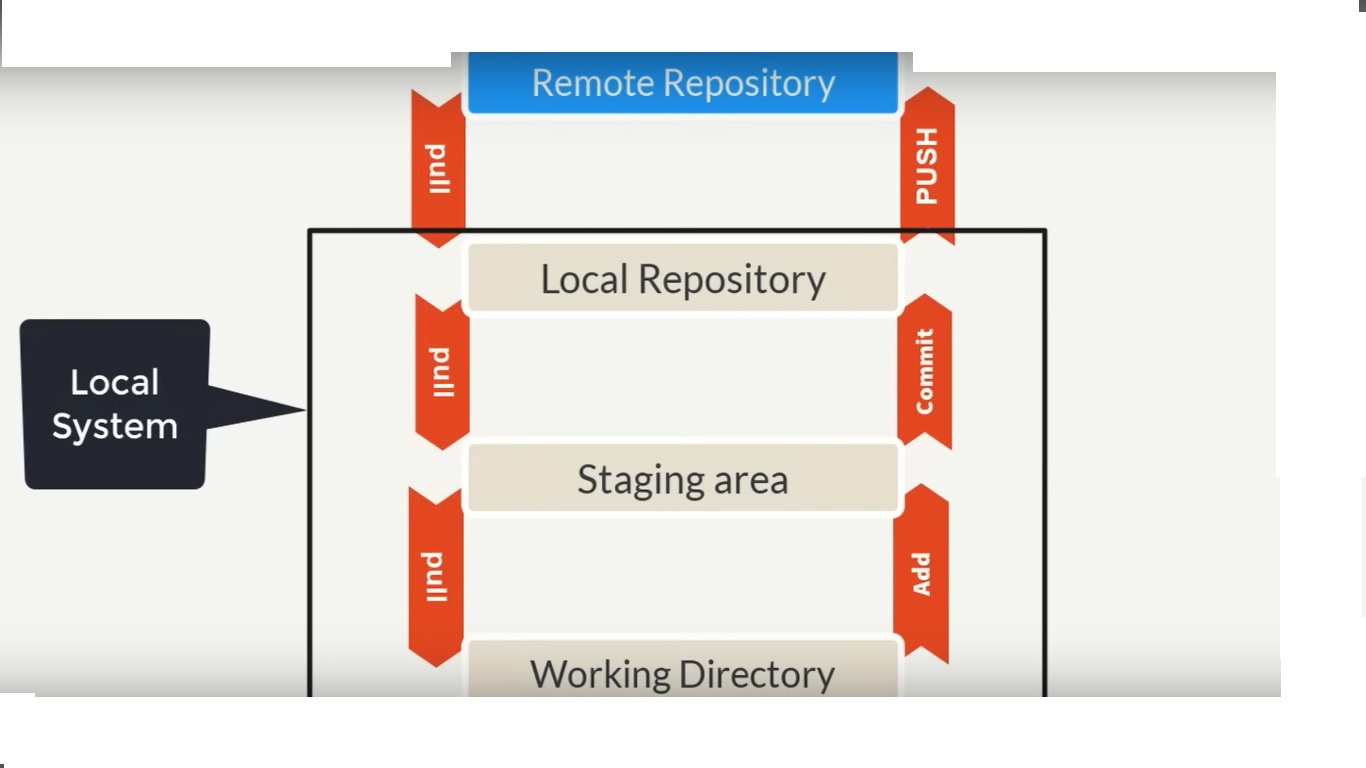 Remote Repository
pull
PUSH
Local Repository
pull
Commit
Local
System
Staging area
pull
Add
Working Directory